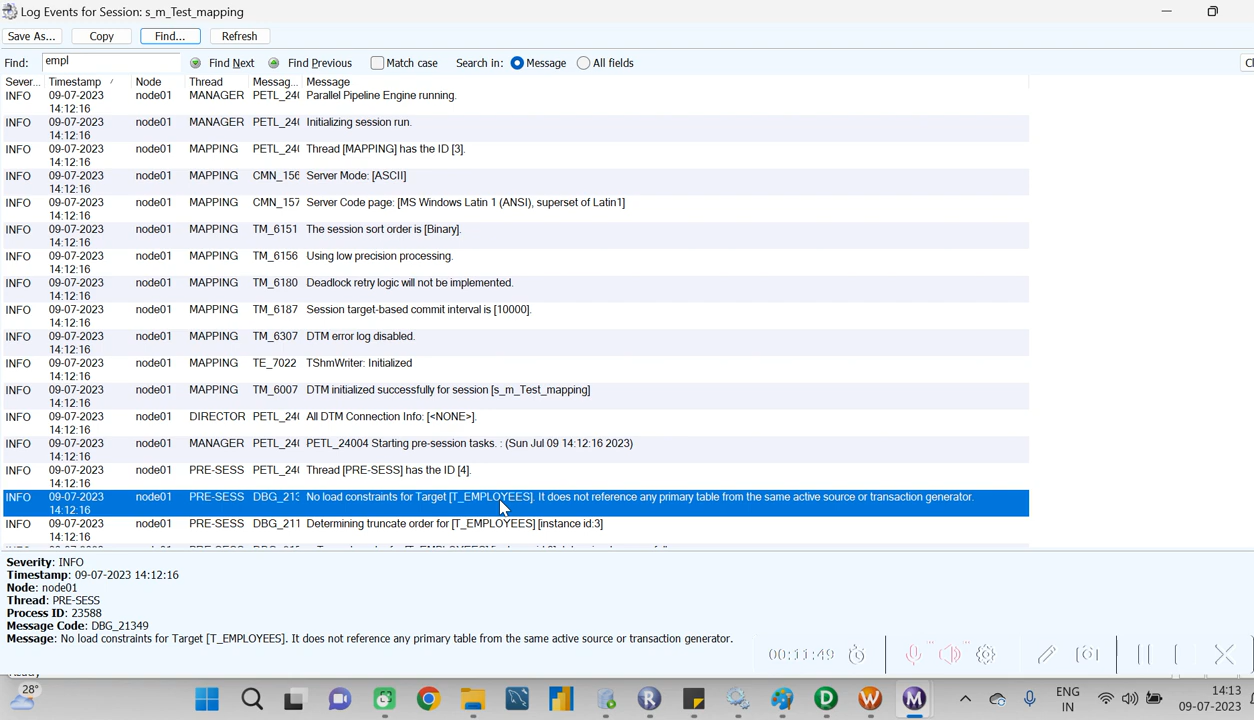 Log Events for Session: s_m_Test_mapping
Save As... Copy Find... Refresh
Find: empl Find Next Find Previous Match case Search in: Message All fields Cl
Sever... Timestamp Node Thread Messag... Message
INFO 09-07-2023 node01 MANAGER PETL_24( Parallel Pipeline Engine running.
14:12:16
INFO 09-07-2023 node01 MANAGER PETL_24( Initializing session run.
14:12:16
INFO 09-07-2023 node01 MAPPING PETL_24( Thread [MAPPING] has the ID [3].
14:12:16
INFO 09-07-2023 node01 MAPPING CMN_156 Server Mode: [ASCII]
14:12:16
INFO 09-07-2023 node01 MAPPING CMN_157 Server Code page: [MS Windows Latin 1 (ANSI), superset of Latin1]
14:12:16
INFO 09-07-2023 node01 MAPPING TM_6151 The session sort order is [Binary].
14:12:16
INFO 09-07-2023 node01 MAPPING TM_6156 Using low precision processing.
14:12:16
INFO 09-07-2023 node01 MAPPING TM_6180 Deadlock retry logic will not be implemented.
14:12:16
INFO 09-07-2023 node01 MAPPING TM_6187 Session target-based commit interval is [10000].
14:12:16
INFO 09-07-2023 node01 MAPPING TM_6307 DTM error log disabled.
14:12:16
INFO 09-07-2023 node01 MAPPING TE_7022 TShmWriter: Initialized
14:12:16
INFO 09-07-2023 node01 MAPPING TM_6007 DTM initialized successfully for session [s_m_Test_mapping]
14:12:16
INFO 09-07-2023 node01 DIRECTOR PETL_24( All DTM Connection Info: [<NONE>].
14:12:16
INFO 09-07-2023 node01 MANAGER PETL_24( PETL_24004 Starting pre-session tasks. : (Sun Jul 09 14:12:16 2023)
14:12:16
INFO 09-07-2023 node01 PRE-SESS PETL_24( Thread [PRE-SESS] has the ID [4].
14:12:16
INFO 09-07-2023 node01 PRE-SESS DBG_213 No load constraints for Target [T_EMPLOYEES]. It does not reference any primary table from the same active source or transaction generator.
14:12:16
INFO 09-07-2023 node01 PRE-SESS DBG_211 Determining truncate order for [T_EMPLOYEES] [instance id:3]
14:12:16
Severity: INFO
Timestamp: 09-07-2023 14:12:16
Node: node01
Thread: PRE-SESS
Process ID: 23588
Message Code: DBG_21349
Message: No load constraints for Target [T_EMPLOYEES]. It does not reference any primary table from the same active source or transaction generator.
00:11:49
28°
ENG
IN
14:13
09-07-2023